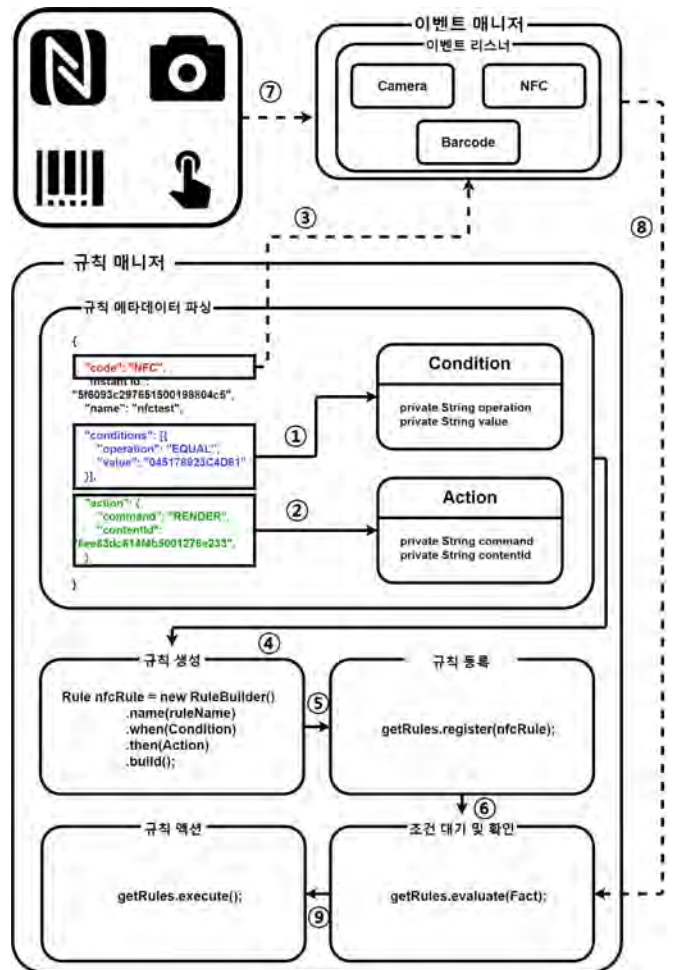 이벤트 매니저
이벤트 리스너
Camera
NFC
Barcode
⑦
③
⑧
규칙 매니저
규칙 메타데이터 파싱
{
"code": "NFC",
"instant id":
"name": "nfctest",
"conditions": [{
"operation": "EQUAL",
"value": "045178923C4D81"
}],
"action": {
"command": "RENDER",
"contentId":
},
}
①
②
Condition
private String operation
private String value
Action
private String command
private String contentId
④
규칙 생성
Rule nfcRule = new RuleBuilder()
.name(ruleName)
.when(Condition)
.then(Action)
.build();
⑤
규칙 등록
getRules.register(nfcRule);
⑥
규칙 액션
getRules.execute();
⑨
조건 대기 및 확인
getRules.evaluate(Fact);